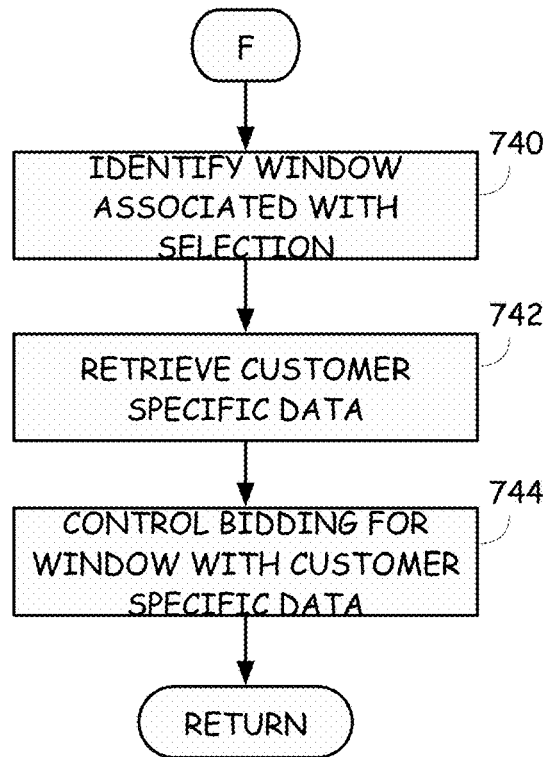 F
740
IDENTIFY WINDOW
ASSOCIATED WITH
SELECTION
742
RETRIEVE CUSTOMER
SPECIFIC DATA
744
CONTROL BIDDING FOR
WINDOW WITH CUSTOMER
SPECIFIC DATA
RETURN